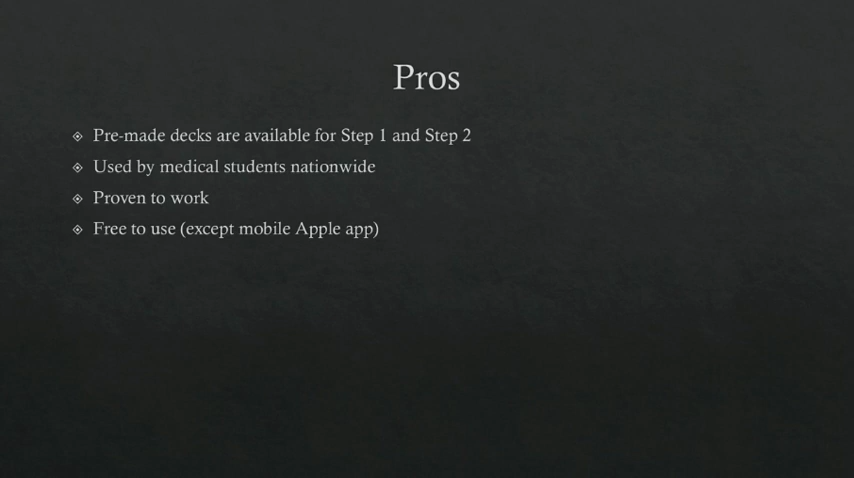 Pros
Pre-made decks are available for Step 1 and Step 2
Used by medical students nationwide
Proven to work
Free to use (except mobile Apple app)